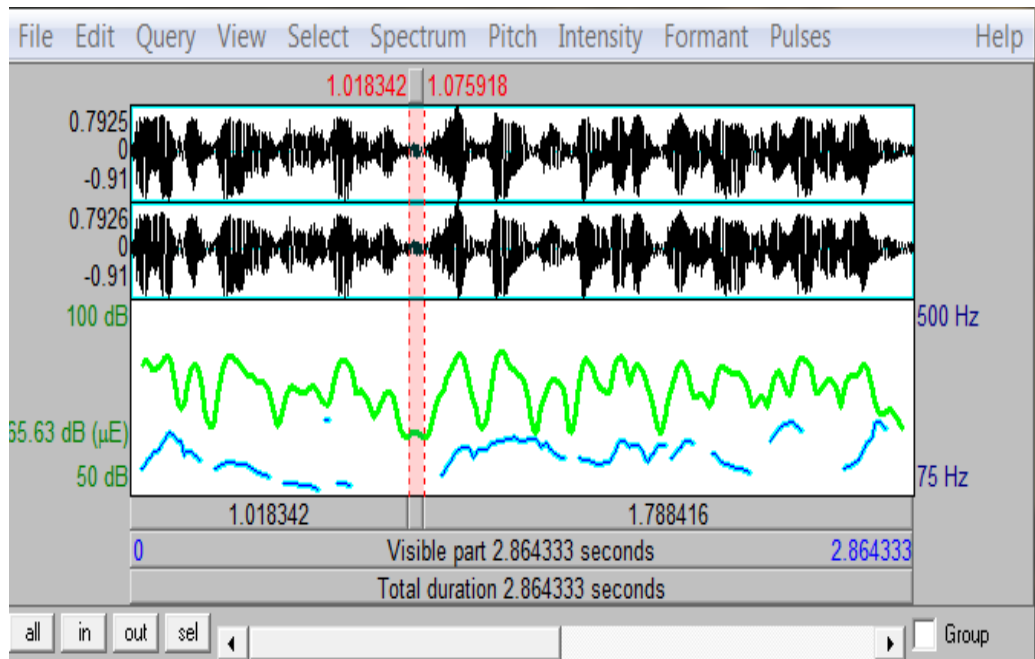 File Edit Query View Select Spectrum Pitch Intensity Formant Pulses Help
1.018342 1.075918
0.7925
0
-0.91
0.7926
0
-0.91
100 dB 500 Hz
65.63 dB (µE)
50 dB 75 Hz
1.018342 1.788416
0 Visible part 2.864333 seconds 2.864333
Total duration 2.864333 seconds
all in out sel Group